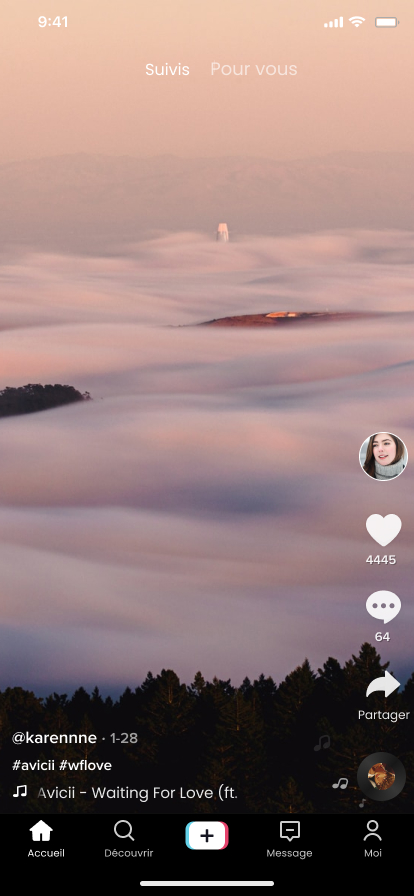 9:41
Suivis Pour vous
4445
64
Partager
@karennne · 1-28
#avicii #wflove
Avicii - Waiting For Love (ft.
Accueil Découvrir Message Moi